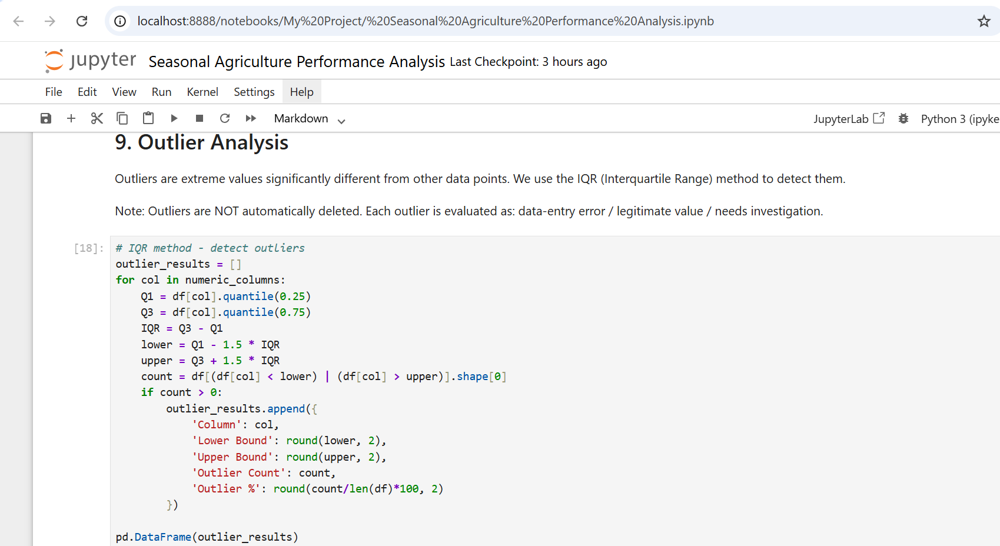 localhost:8888/notebooks/My%20Project/%20Seasonal%20Agriculture%20Performance%20Analysis.ipynb
jupyter Seasonal Agriculture Performance Analysis Last Checkpoint: 3 hours ago
File Edit View Run Kernel Settings Help
Markdown JupyterLab Python 3 (ipyke
9. Outlier Analysis
Outliers are extreme values significantly different from other data points. We use the IQR (Interquartile Range) method to detect them.
Note: Outliers are NOT automatically deleted. Each outlier is evaluated as: data-entry error / legitimate value / needs investigation.
[18]: # IQR method - detect outliers
outlier_results = []
for col in numeric_columns:
    Q1 = df[col].quantile(0.25)
    Q3 = df[col].quantile(0.75)
    IQR = Q3 - Q1
    lower = Q1 - 1.5 * IQR
    upper = Q3 + 1.5 * IQR
    count = df[(df[col] < lower) | (df[col] > upper)].shape[0]
    if count > 0:
        outlier_results.append({
            'Column': col,
            'Lower Bound': round(lower, 2),
            'Upper Bound': round(upper, 2),
            'Outlier Count': count,
            'Outlier %': round(count/len(df)*100, 2)
        })
pd.DataFrame(outlier_results)